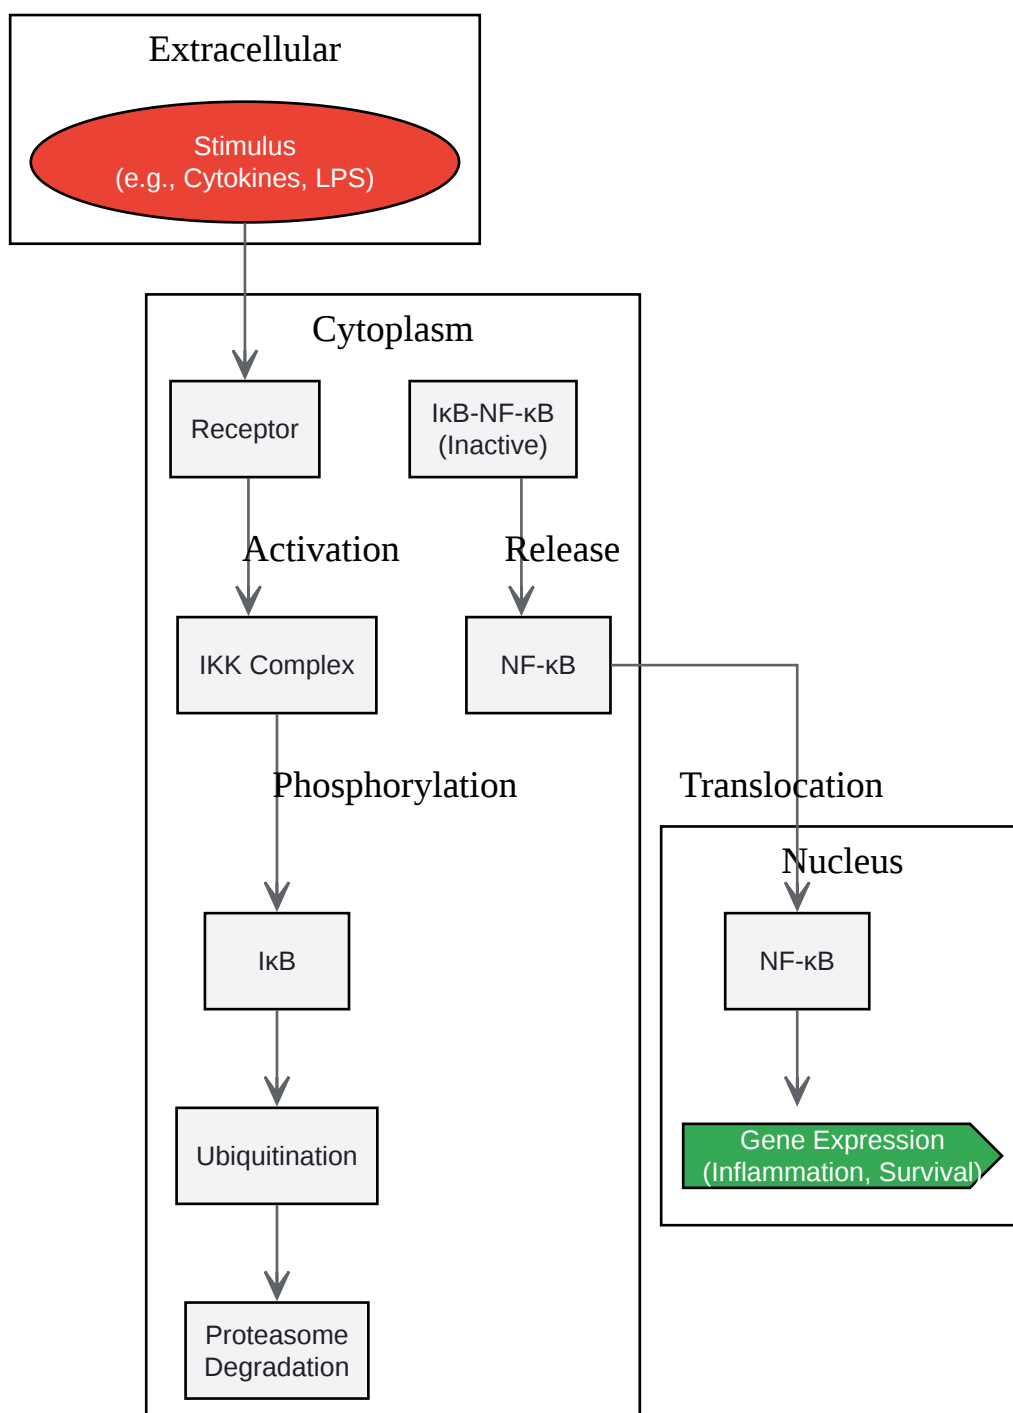 Extracellular
Stimulus
(e.g., Cytokines, LPS)
Cytoplasm
Receptor
IκB-NF-κB
(Inactive)
Activation
Release
IKK Complex
NF-κB
Phosphorylation
Translocation
Nucleus
IκB
NF-κB
Ubiquitination
Gene Expression
(Inflammation, Survival)
Proteasome
Degradation